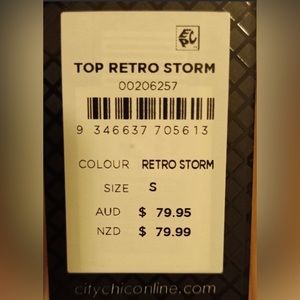 TOP RETRO STORM
00206257
9 346637 705613
COLOUR RETRO STORM
SIZE S
AUD $ 79.95
NZD $ 79.99
citychiconline.com